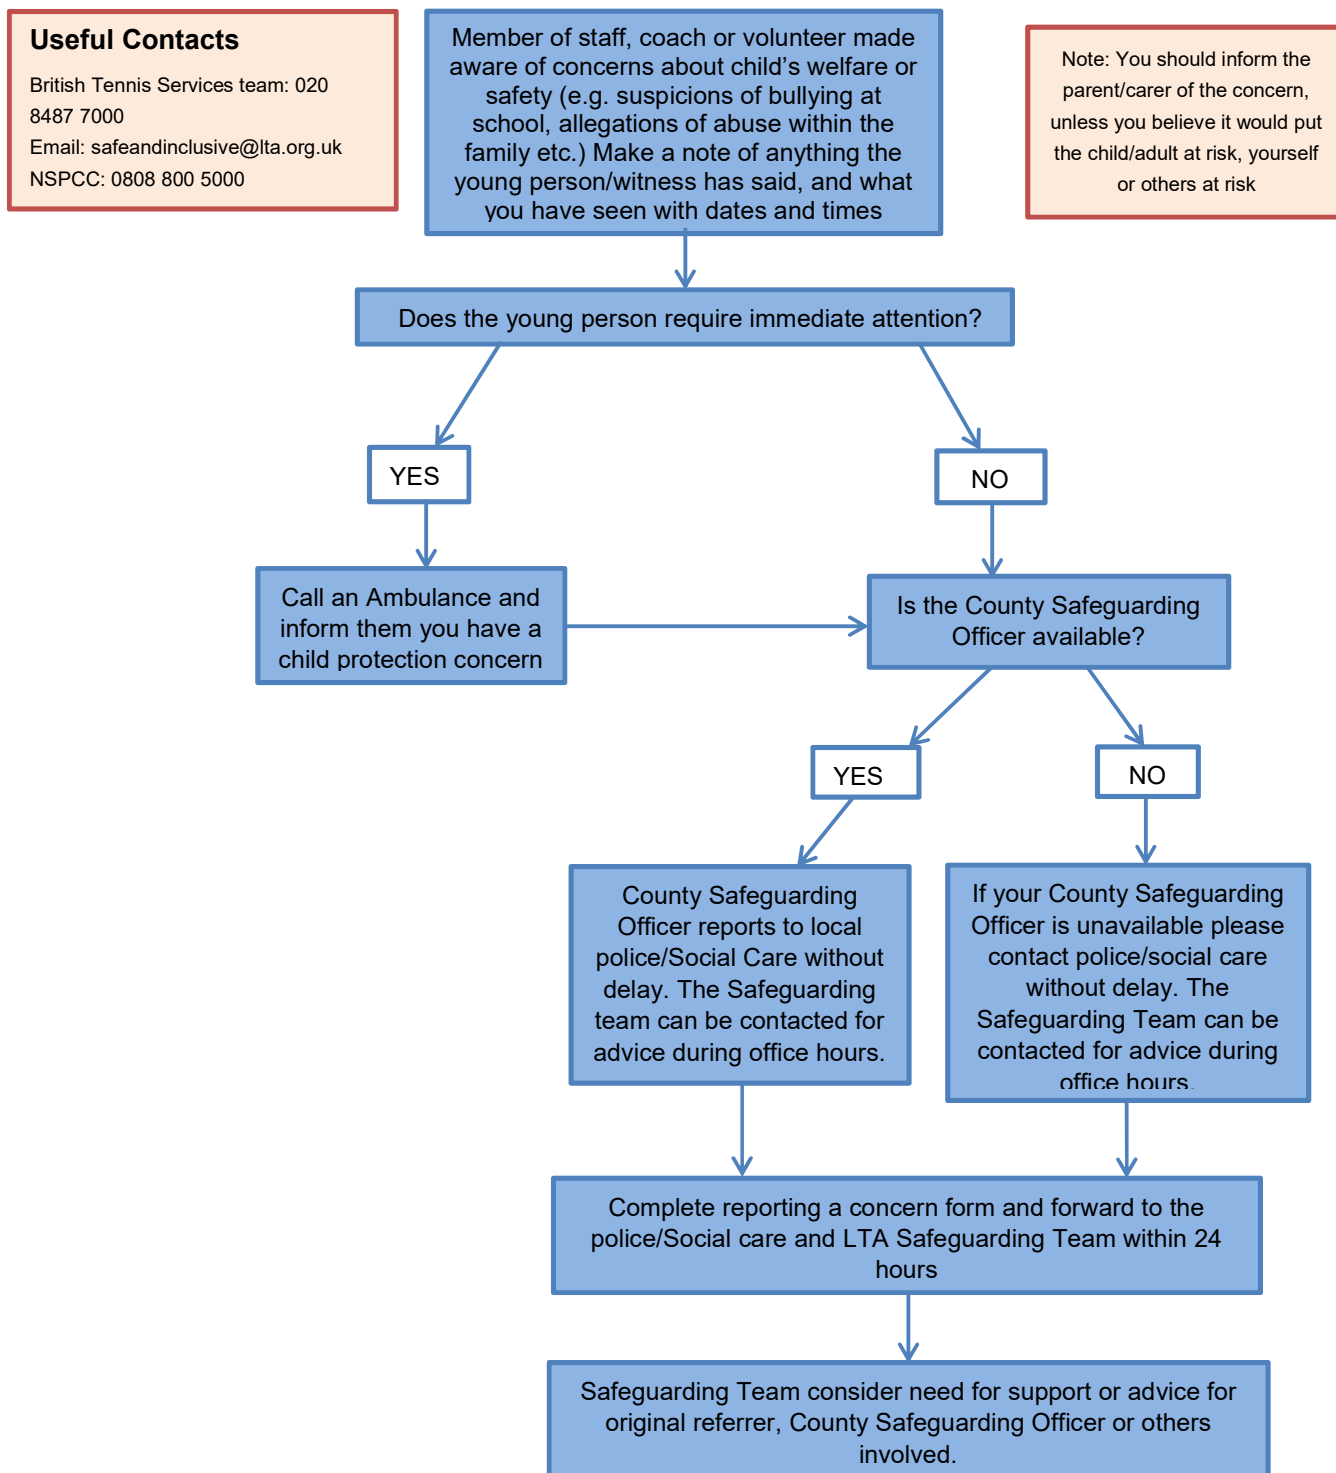 Useful Contacts
British Tennis Services team: 020
8487 7000
Email: safeandinclusive@lta.org.uk
NSPCC: 0808 800 5000
Member of staff, coach or volunteer made
aware of concerns about child's welfare or
safety (e.g. suspicions of bullying at
school, allegations of abuse within the
family etc.) Make a note of anything the
young person/witness has said, and what
you have seen with dates and times
Note: You should inform the
parent/carer of the concern,
unless you believe it would put
the child/adult at risk, yourself
or others at risk
Does the young person require immediate attention?
YES
NO
Call an Ambulance and
inform them you have a
child protection concern
Is the County Safeguarding
Officer available?
YES
NO
County Safeguarding
Officer reports to local
police/Social Care without
delay. The Safeguarding
team can be contacted for
advice during office hours.
If your County Safeguarding
Officer is unavailable please
contact police/social care
without delay. The
Safeguarding Team can be
contacted for advice during
office hours.
Complete reporting a concern form and forward to the
police/Social care and LTA Safeguarding Team within 24
hours
Safeguarding Team consider need for support or advice for
original referrer, County Safeguarding Officer or others
involved.